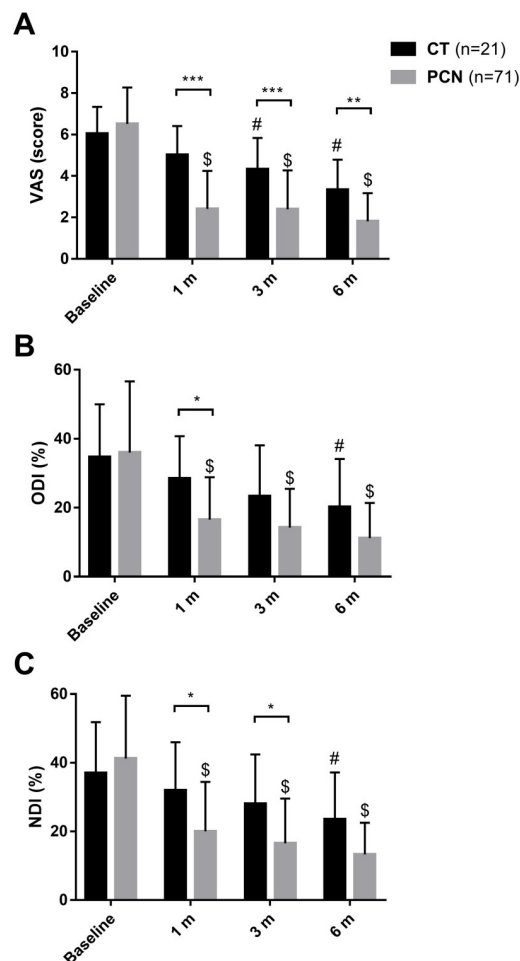 A
CT (n=21)
PCN (n=71)
VAS (score)
10
8
6
4
2
0
***
***
**
#
#
$
$
$
Baseline
1 m
3 m
6 m
B
ODI (%)
60
40
20
0
*
#
$
$
$
Baseline
1 m
3 m
6 m
C
NDI (%)
60
40
20
0
*
*
#
$
$
$
Baseline
1 m
3 m
6 m